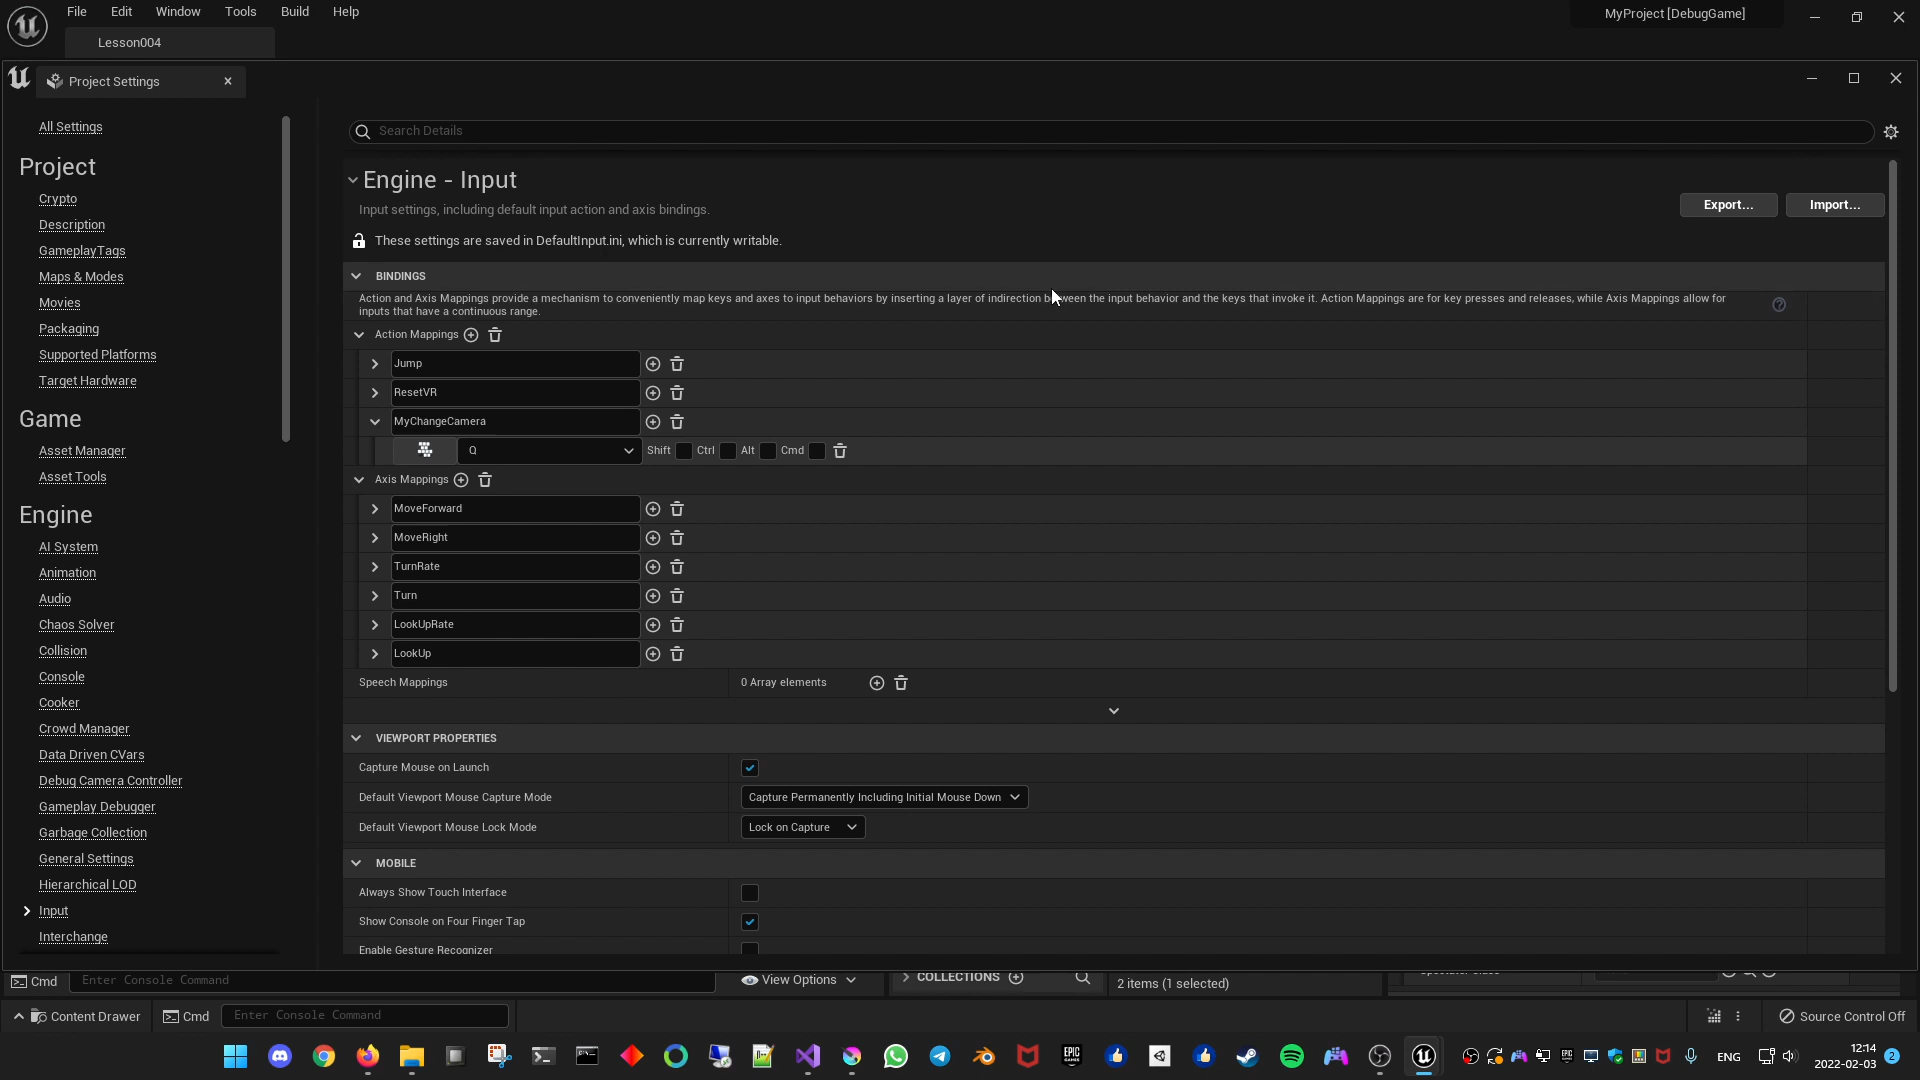 File Edit Window Tools Build Help
MyProject [DebugGame]
Lesson004
Project Settings
All Settings
Project
Crypto
Description
GameplayTags
Maps & Modes
Movies
Packaging
Supported Platforms
Target Hardware
Game
Asset Manager
Asset Tools
Engine
AI System
Animation
Audio
Chaos Solver
Collision
Console
Cooker
Crowd Manager
Data Driven CVars
Debug Camera Controller
Gameplay Debugger
Garbage Collection
General Settings
Hierarchical LOD
Input
Interchange
Search Details
Engine - Input
Input settings, including default input action and axis bindings.
Export... Import...
These settings are saved in DefaultInput.ini, which is currently writable.
BINDINGS
Action and Axis Mappings provide a mechanism to conveniently map keys and axes to input behaviors by inserting a layer of indirection between the input behavior and the keys that invoke it. Action Mappings are for key presses and releases, while Axis Mappings allow for
inputs that have a continuous range.
Action Mappings
Jump
ResetVR
MyChangeCamera
Q Shift Ctrl Alt Cmd
Axis Mappings
MoveForward
MoveRight
TurnRate
Turn
LookUpRate
LookUp
Speech Mappings 0 Array elements
VIEWPORT PROPERTIES
Capture Mouse on Launch
Default Viewport Mouse Capture Mode Capture Permanently Including Initial Mouse Down
Default Viewport Mouse Lock Mode Lock on Capture
MOBILE
Always Show Touch Interface
Show Console on Four Finger Tap
Enable Gesture Recognizer
Cmd Enter Console Command View Options COLLECTIONS 2 items (1 selected)
Content Drawer Cmd Enter Console Command Source Control Off
EPIC GAMES
ENG
12:14
2022-02-03
2